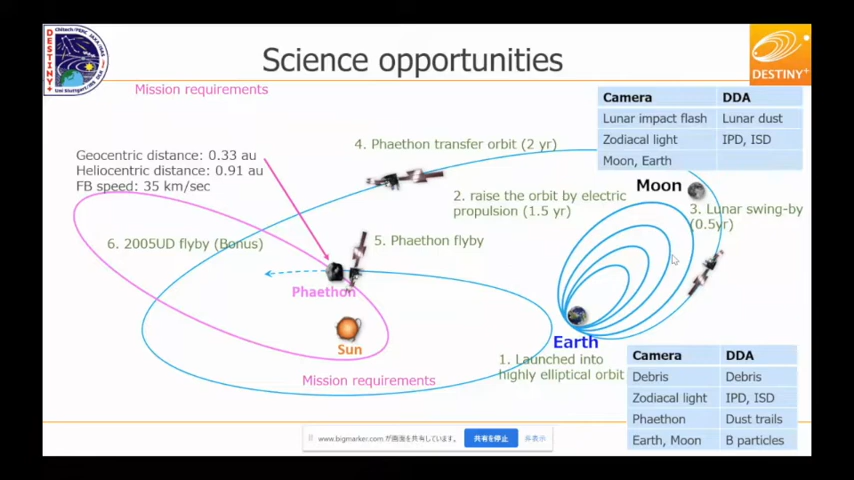 Science opportunities
DESTINY+
DESTINY+
Mission requirements
Camera DDA
Lunar impact flash Lunar dust
Zodiacal light IPD, ISD
Moon, Earth
Geocentric distance: 0.33 au
Heliocentric distance: 0.91 au
FB speed: 35 km/sec
4. Phaethon transfer orbit (2 yr)
Moon
2. raise the orbit by electric
propulsion (1.5 yr)
3. Lunar swing-by
(0.5yr)
6. 2005UD flyby (Bonus)
5. Phaethon flyby
Phaethon
Sun
Earth
1. Launched into
highly elliptical orbit
Mission requirements
Camera DDA
Debris Debris
Zodiacal light IPD, ISD
Phaethon Dust trails
Earth, Moon B particles
www.bigmarker.com が画面を共有しています。 共有を停止 非表示